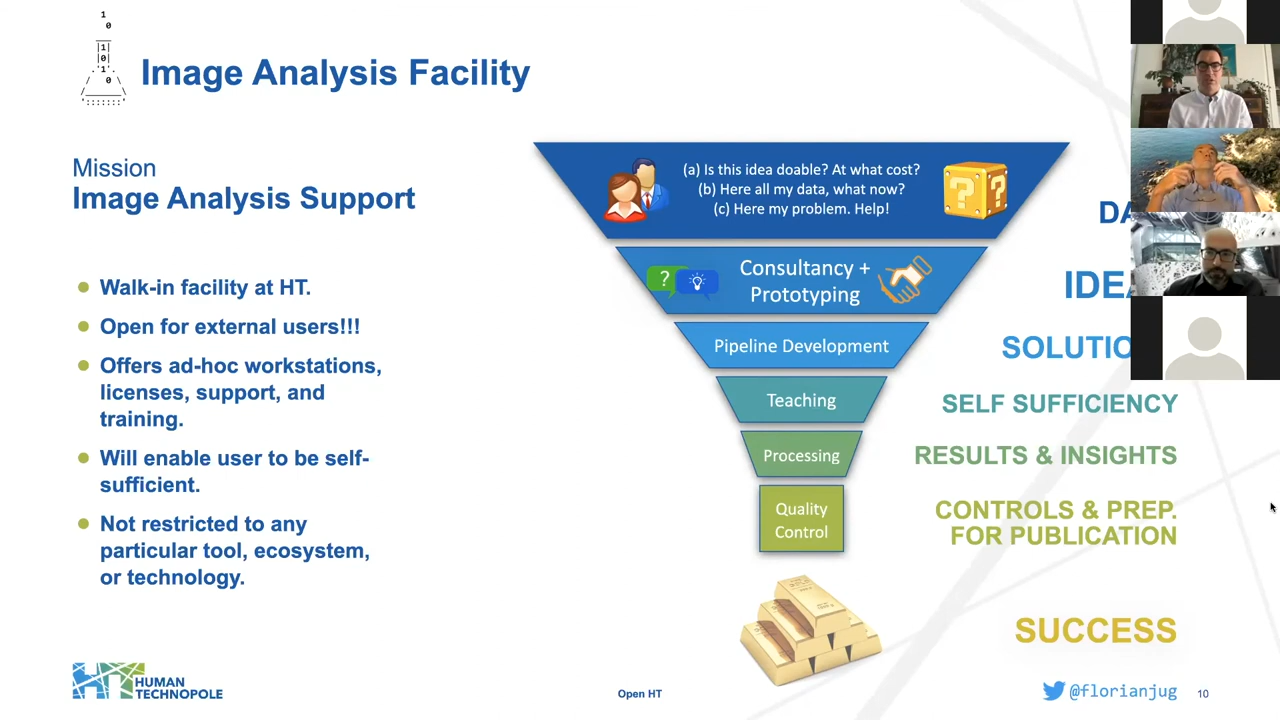 Image Analysis Facility
Mission
Image Analysis Support
Walk-in facility at HT.
Open for external users!!!
Offers ad-hoc workstations,
licenses, support, and
training.
Will enable user to be self-
sufficient.
Not restricted to any
particular tool, ecosystem,
or technology.
(a) Is this idea doable? At what cost?
(b) Here all my data, what now?
(c) Here my problem. Help!
Consultancy +
Prototyping
Pipeline Development
SOLUTIO
Teaching
SELF SUFFICIENCY
Processing
RESULTS & INSIGHTS
Quality
Control
CONTROLS & PREP.
FOR PUBLICATION
SUCCESS
HT HUMAN
TECHNOPOLE
Open HT
@florianjug
10